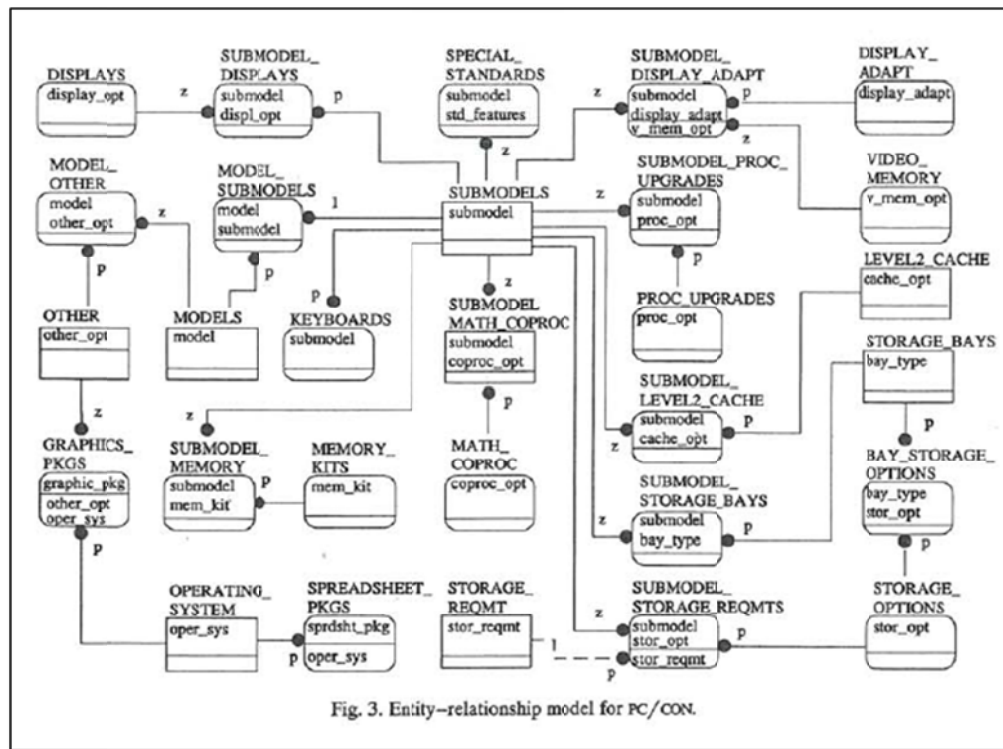 DISPLAYS
display_opt
z
SUBMODEL_
DISPLAYS
submodel
displ_opt
p
SPECIAL_
STANDARDS
submodel
std_features
z
SUBMODEL_
DISPLAY_ADAPT
submodel
display_adapt
v_mem_opt
z
p
z
DISPLAY_
ADAPT
display_adapt
MODEL_
OTHER
model
other_opt
z
p
MODEL_
SUBNODELS
model
submodel
1
p
SUBMODELS
submodel
z
SUBMODEL_PROC_
UPGRADES
submodel
proc_opt
z
p
VIDEO_
MEMORY
v_mem_opt
OTHER
other_opt
z
MODELS
model
KEYBOARDS
submodel
p
SUBMODEL
MATH_COPROC
submodel
coproc_opt
z
p
PROC_UPGRADES
proc_opt
LEVEL2_CACHE
cache_opt
SUBMODEL_
LEVEL2_CACHE
submodel
cache_opt
z
p
STORAGE_BAYS
bay_type
p
GRAPHICS_
PKGS
graphic_pkg
other_opt
oper_sys
p
SUBMODEL_
MEMORY
submodel
mem_kit
z
p
MEMORY_
KITS
mem_kit
MATH_
COPROC
coproc_opt
SUBMODEL_
STORAGE_BAYS
submodel
bay_type
z
p
BAY_STORAGE_
OPTIONS
bay_type
stor_opt
p
OPERATING_
SYSTEM
oper_sys
SPREADSHEET_
PKGS
sprdsht_pkg
oper_sys
p
STORAGE_
REQMT
stor_reqmt
1
p
SUBMODEL_
STORAGE_REQMTS
submodel
stor_opt
stor_reqmt
z
p
STORAGE_
OPTIONS
stor_opt
Fig. 3. Entity–relationship model for PC/CON.